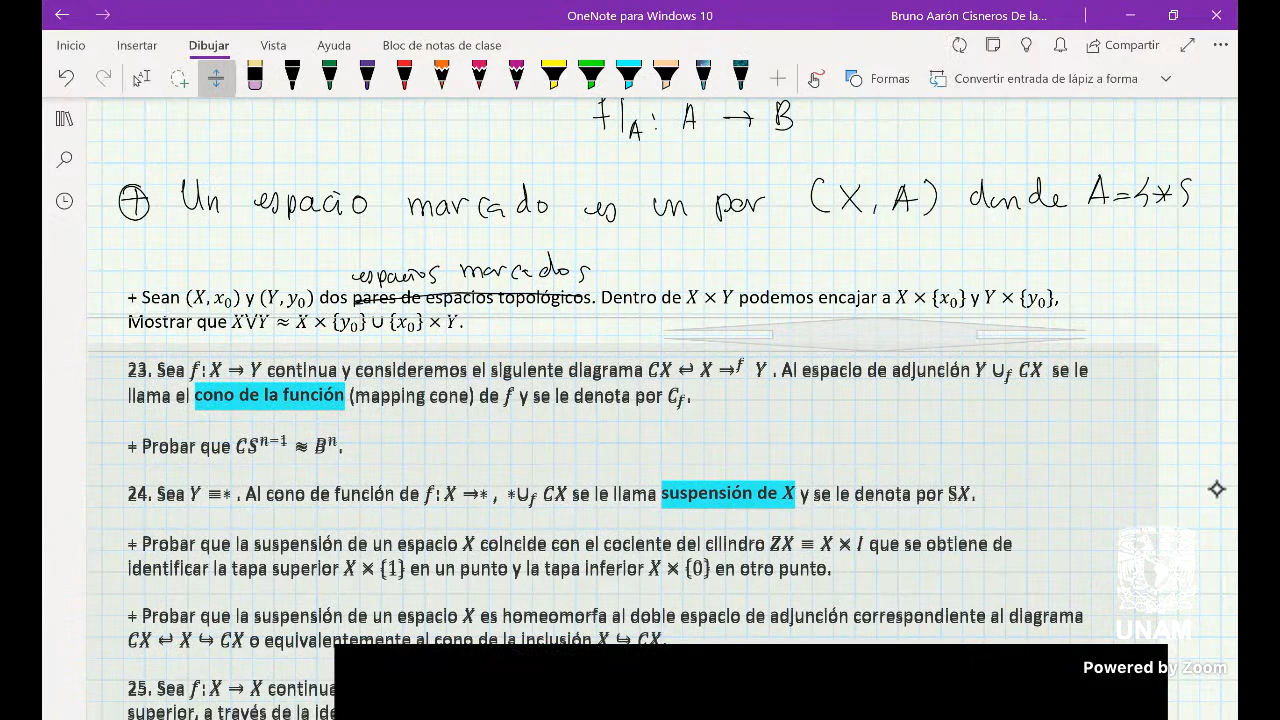 OneNote para Windows 10
Bruno Aarón Cisneros De la...
Inicio Insertar Dibujar Vista Ayuda Bloc de notas de clase Compartir
Formas Convertir entrada de lápiz a forma
f|_A : A → B
⊕ Un espacio marcado es un par (X, A) donde A={*}
espacios marcados
+ Sean (X, x₀) y (Y, y₀) dos pares de espacios topológicos. Dentro de X × Y podemos encajar a X × {x₀} y Y × {y₀},
Mostrar que X⋁Y ≈ X × {y₀} ∪ {x₀} × Y.
23. Sea f: X → Y continua y consideremos el siguiente diagrama CX ↩ X →ᶠ Y . Al espacio de adjunción Y ∪_f CX se le
llama el cono de la función (mapping cone) de f y se le denota por C_f.
+ Probar que CSⁿ⁻¹ ≈ Bⁿ.
24. Sea Y ≡∗ . Al cono de función de f: X →∗ , ∗∪_f CX se le llama suspensión de X y se le denota por SX.
+ Probar que la suspensión de un espacio X coincide con el cociente del cilindro ZX ≡ X × I que se obtiene de
identificar la tapa superior X × {1} en un punto y la tapa inferior X × {0} en otro punto.
+ Probar que la suspensión de un espacio X es homeomorfa al doble espacio de adjunción correspondiente al diagrama
CX ↩ X ↪ CX o equivalentemente al cono de la inclusión X ↪ CX.
25. Sea f: X → X continua
superior, a través de la ide
UNAM
Powered by Zoom